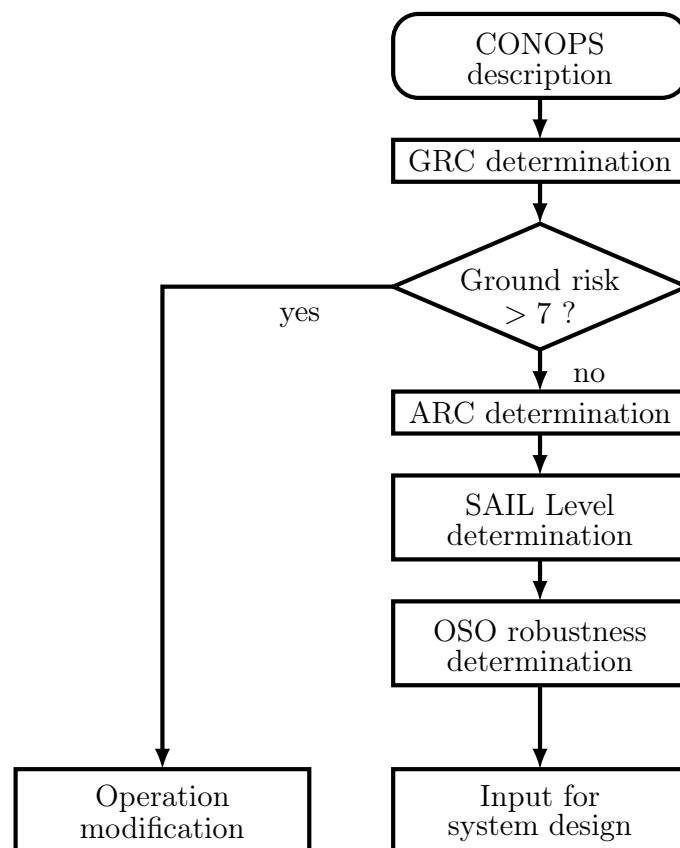 CONOPS
description
GRC determination
Ground risk
> 7 ?
yes
no
ARC determination
SAIL Level
determination
OSO robustness
determination
Operation
modification
Input for
system design